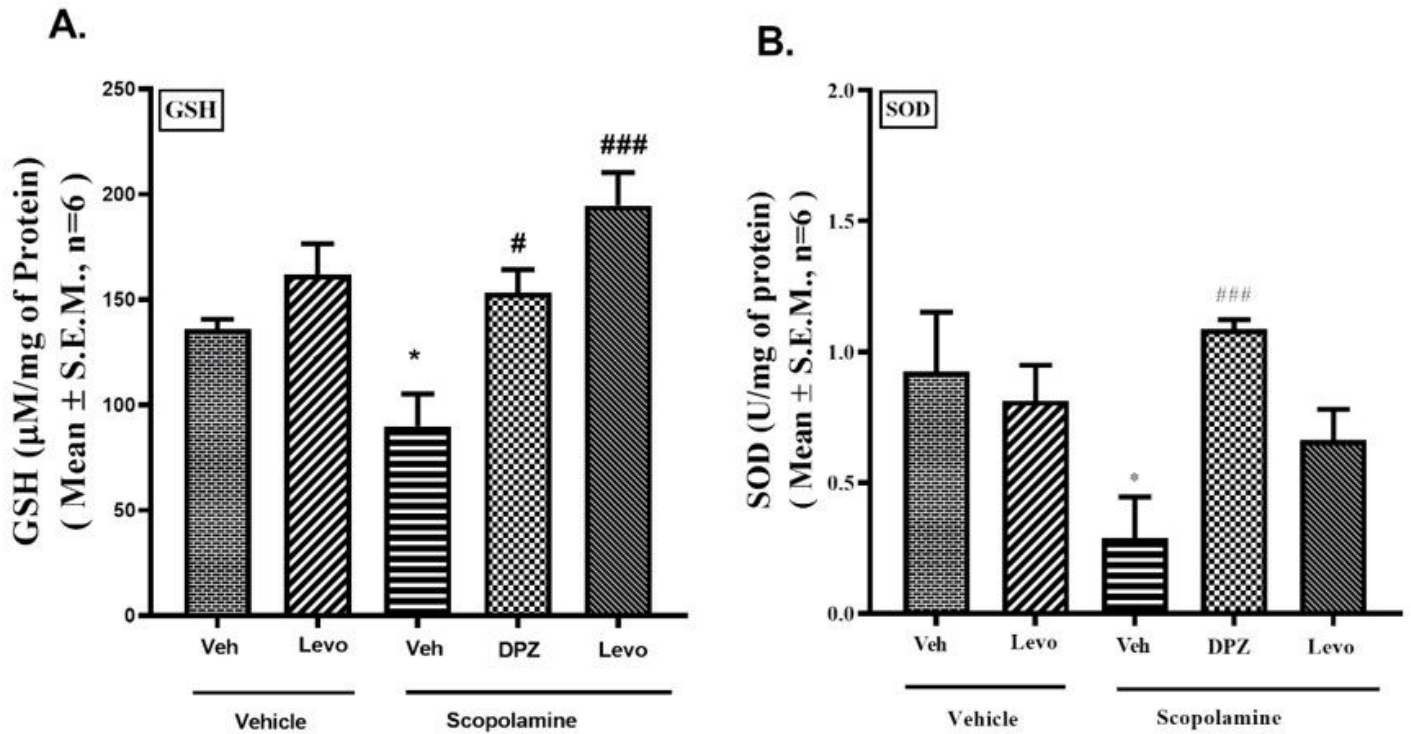 A.
GSH
GSH (µM/mg of Protein)
( Mean ± S.E.M., n=6 )
250
200
150
100
50
0
*
#
###
Veh Levo Veh DPZ Levo
Vehicle Scopolamine
B.
SOD
SOD (U/mg of protein)
( Mean ± S.E.M., n=6 )
2.0
1.5
1.0
0.5
0.0
*
###
Veh Levo Veh DPZ Levo
Vehicle Scopolamine